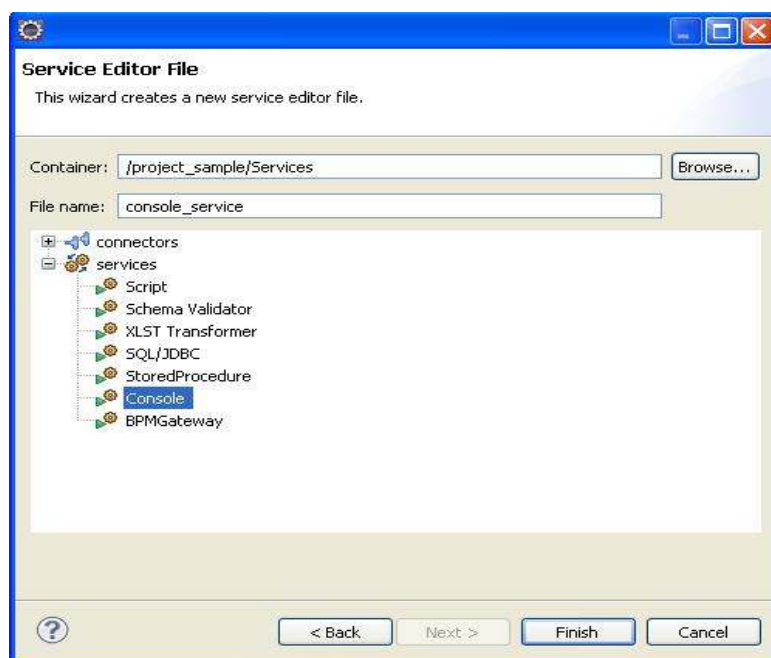 Service Editor File
This wizard creates a new service editor file.
Container: /project_sample/Services Browse...
File name: console_service
connectors
services
Script
Schema Validator
XLST Transformer
SQL/JDBC
StoredProcedure
Console
BPMGateway
? < Back Next > Finish Cancel